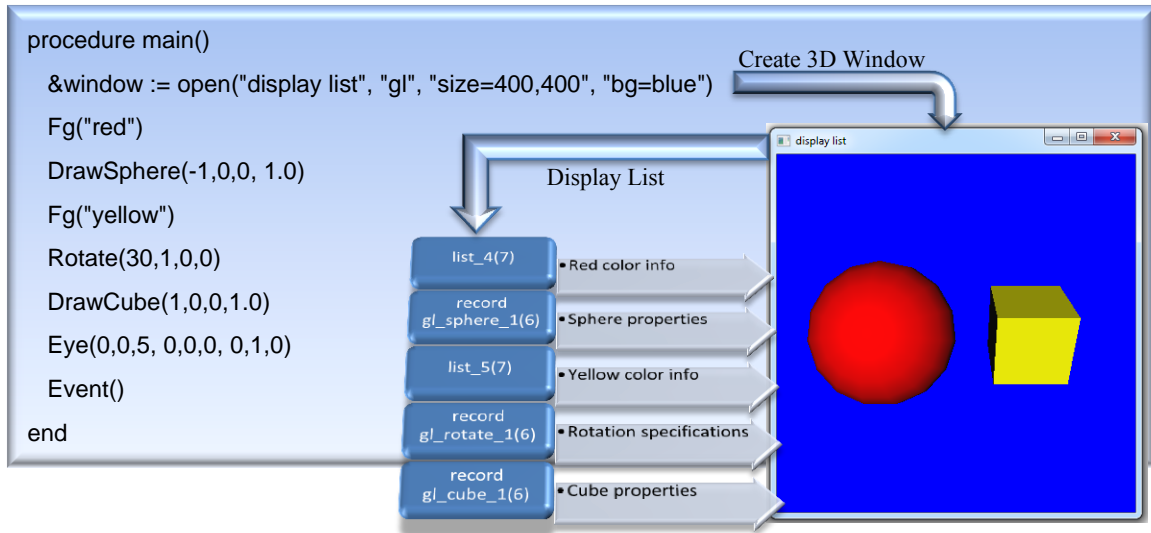 procedure main()
&window := open("display list", "gl", "size=400,400", "bg=blue")
Fg("red")
DrawSphere(-1,0,0, 1.0)
Fg("yellow")
Rotate(30,1,0,0)
DrawCube(1,0,0,1.0)
Eye(0,0,5, 0,0,0, 0,1,0)
Event()
end
Create 3D Window
display list
Display List
list_4(7)
• Red color info
record
gl_sphere_1(6)
• Sphere properties
list_5(7)
• Yellow color info
record
gl_rotate_1(6)
• Rotation specifications
record
gl_cube_1(6)
• Cube properties